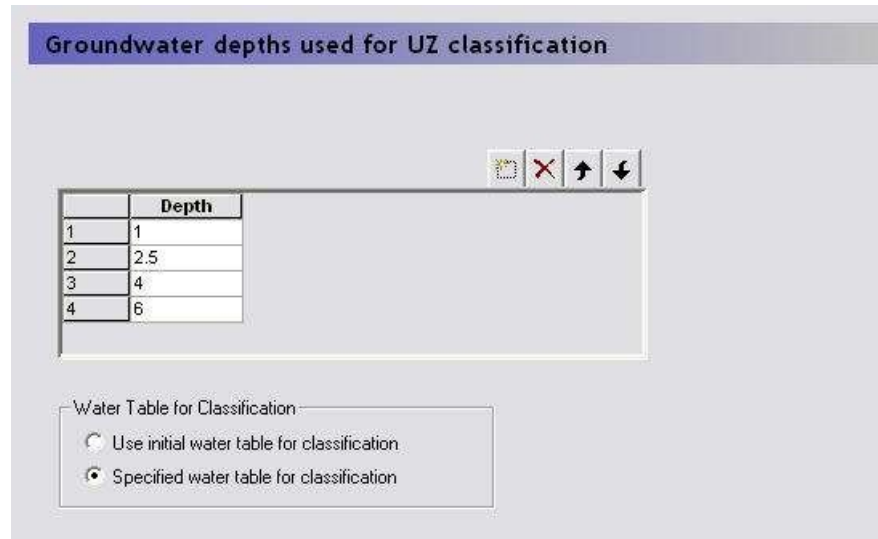 Groundwater depths used for UZ classification
Depth
1 1
2 2.5
3 4
4 6
Water Table for Classification
Use initial water table for classification
Specified water table for classification